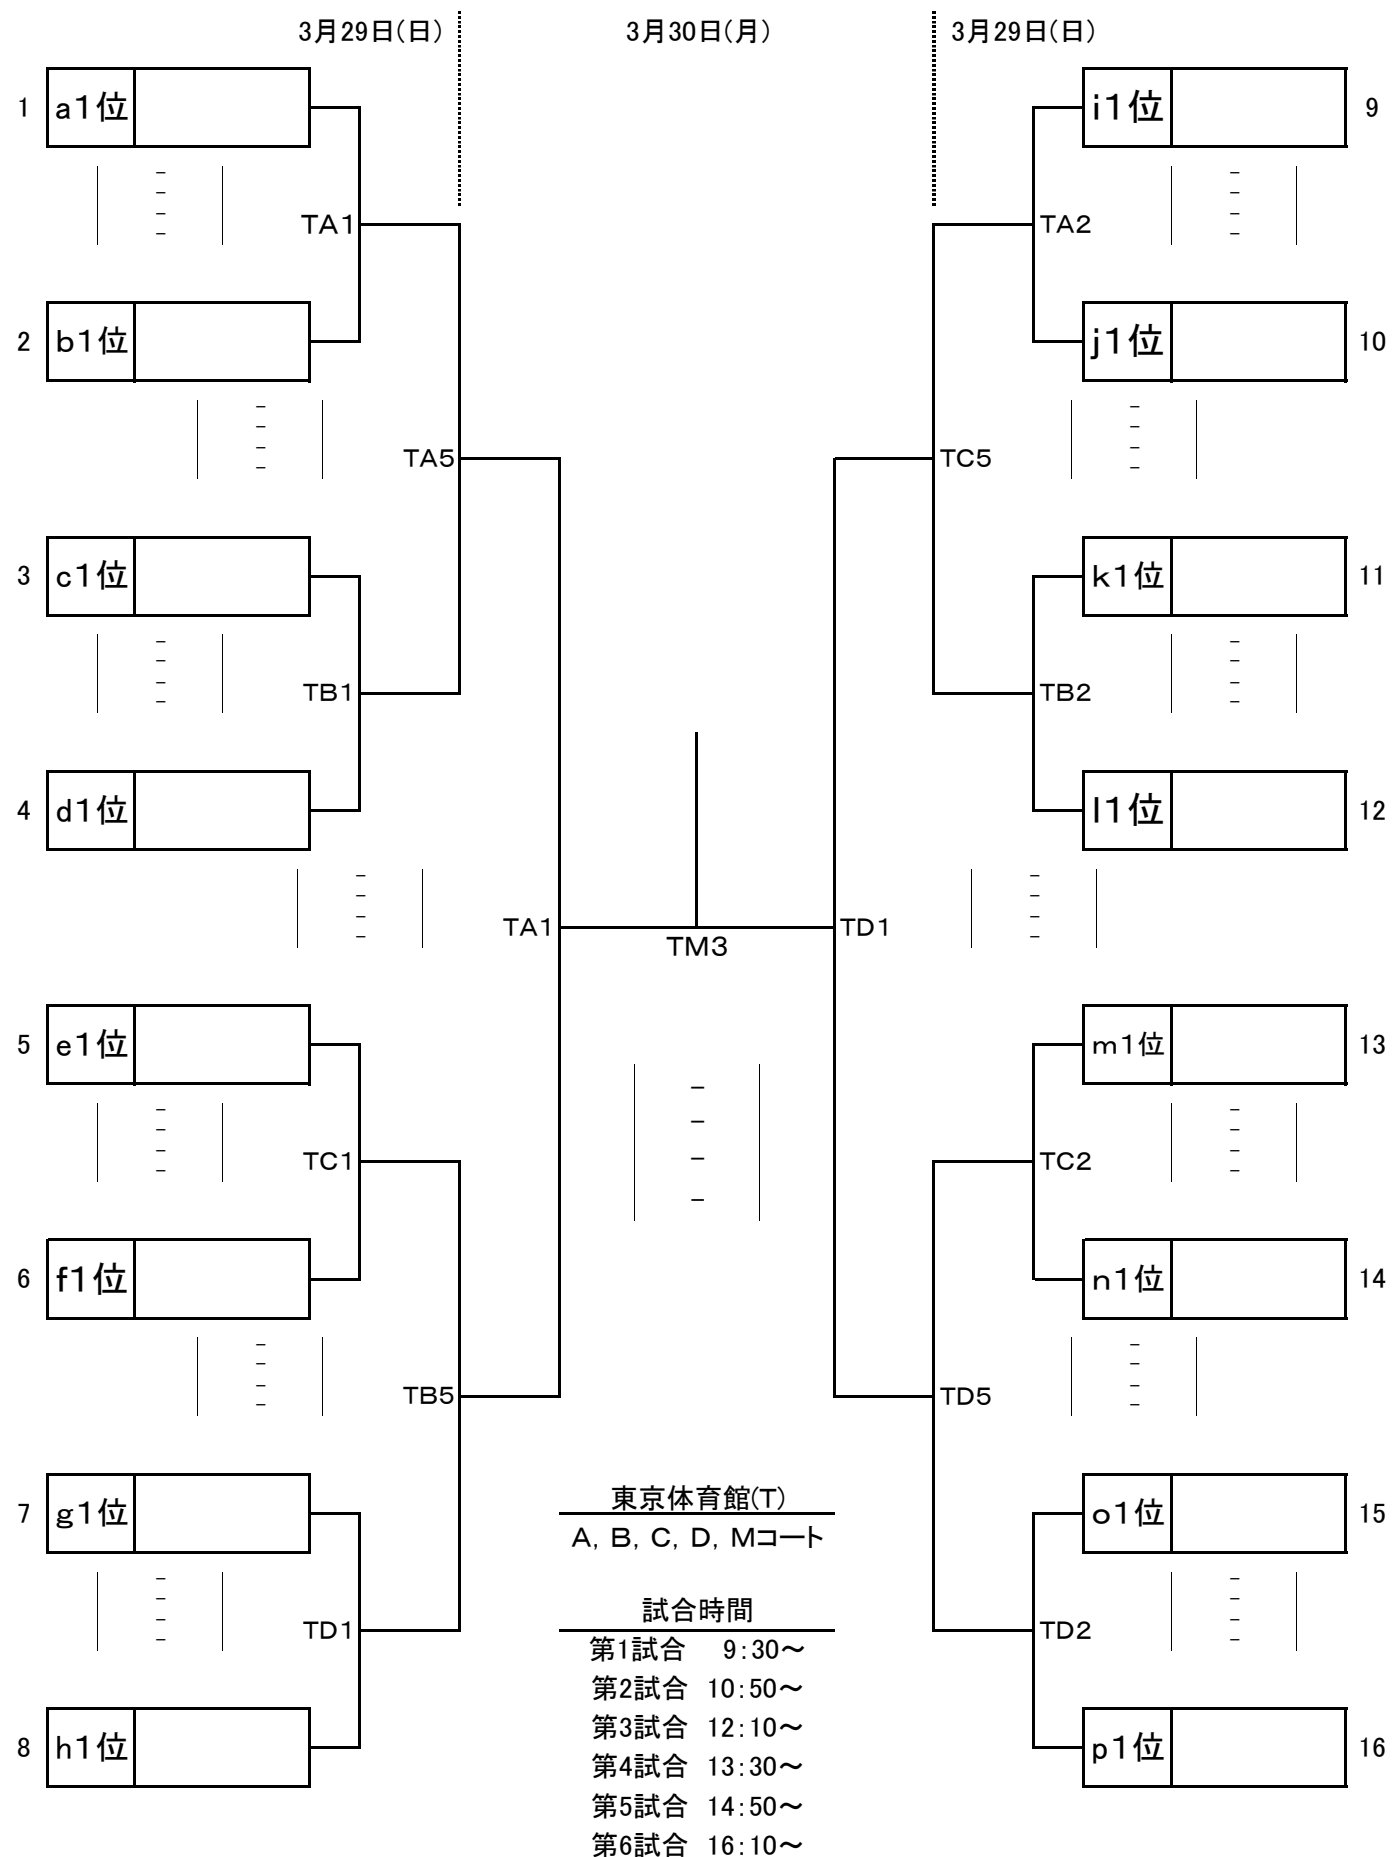 3月29日(日)
3月30日(月)
3月29日(日)
1 a1位
i1位 9
TA1
TA2
2 b1位
j1位 10
TA5
TC5
3 c1位
k1位 11
TB1
TB2
4 d1位
l1位 12
TA1
TM3
TD1
5 e1位
m1位 13
TC1
TC2
6 f1位
n1位 14
TB5
TD5
7 g1位
o1位 15
TD1
TD2
8 h1位
p1位 16
東京体育館(T)
A, B, C, D, Mコート
試合時間
第1試合 9:30～
第2試合 10:50～
第3試合 12:10～
第4試合 13:30～
第5試合 14:50～
第6試合 16:10～